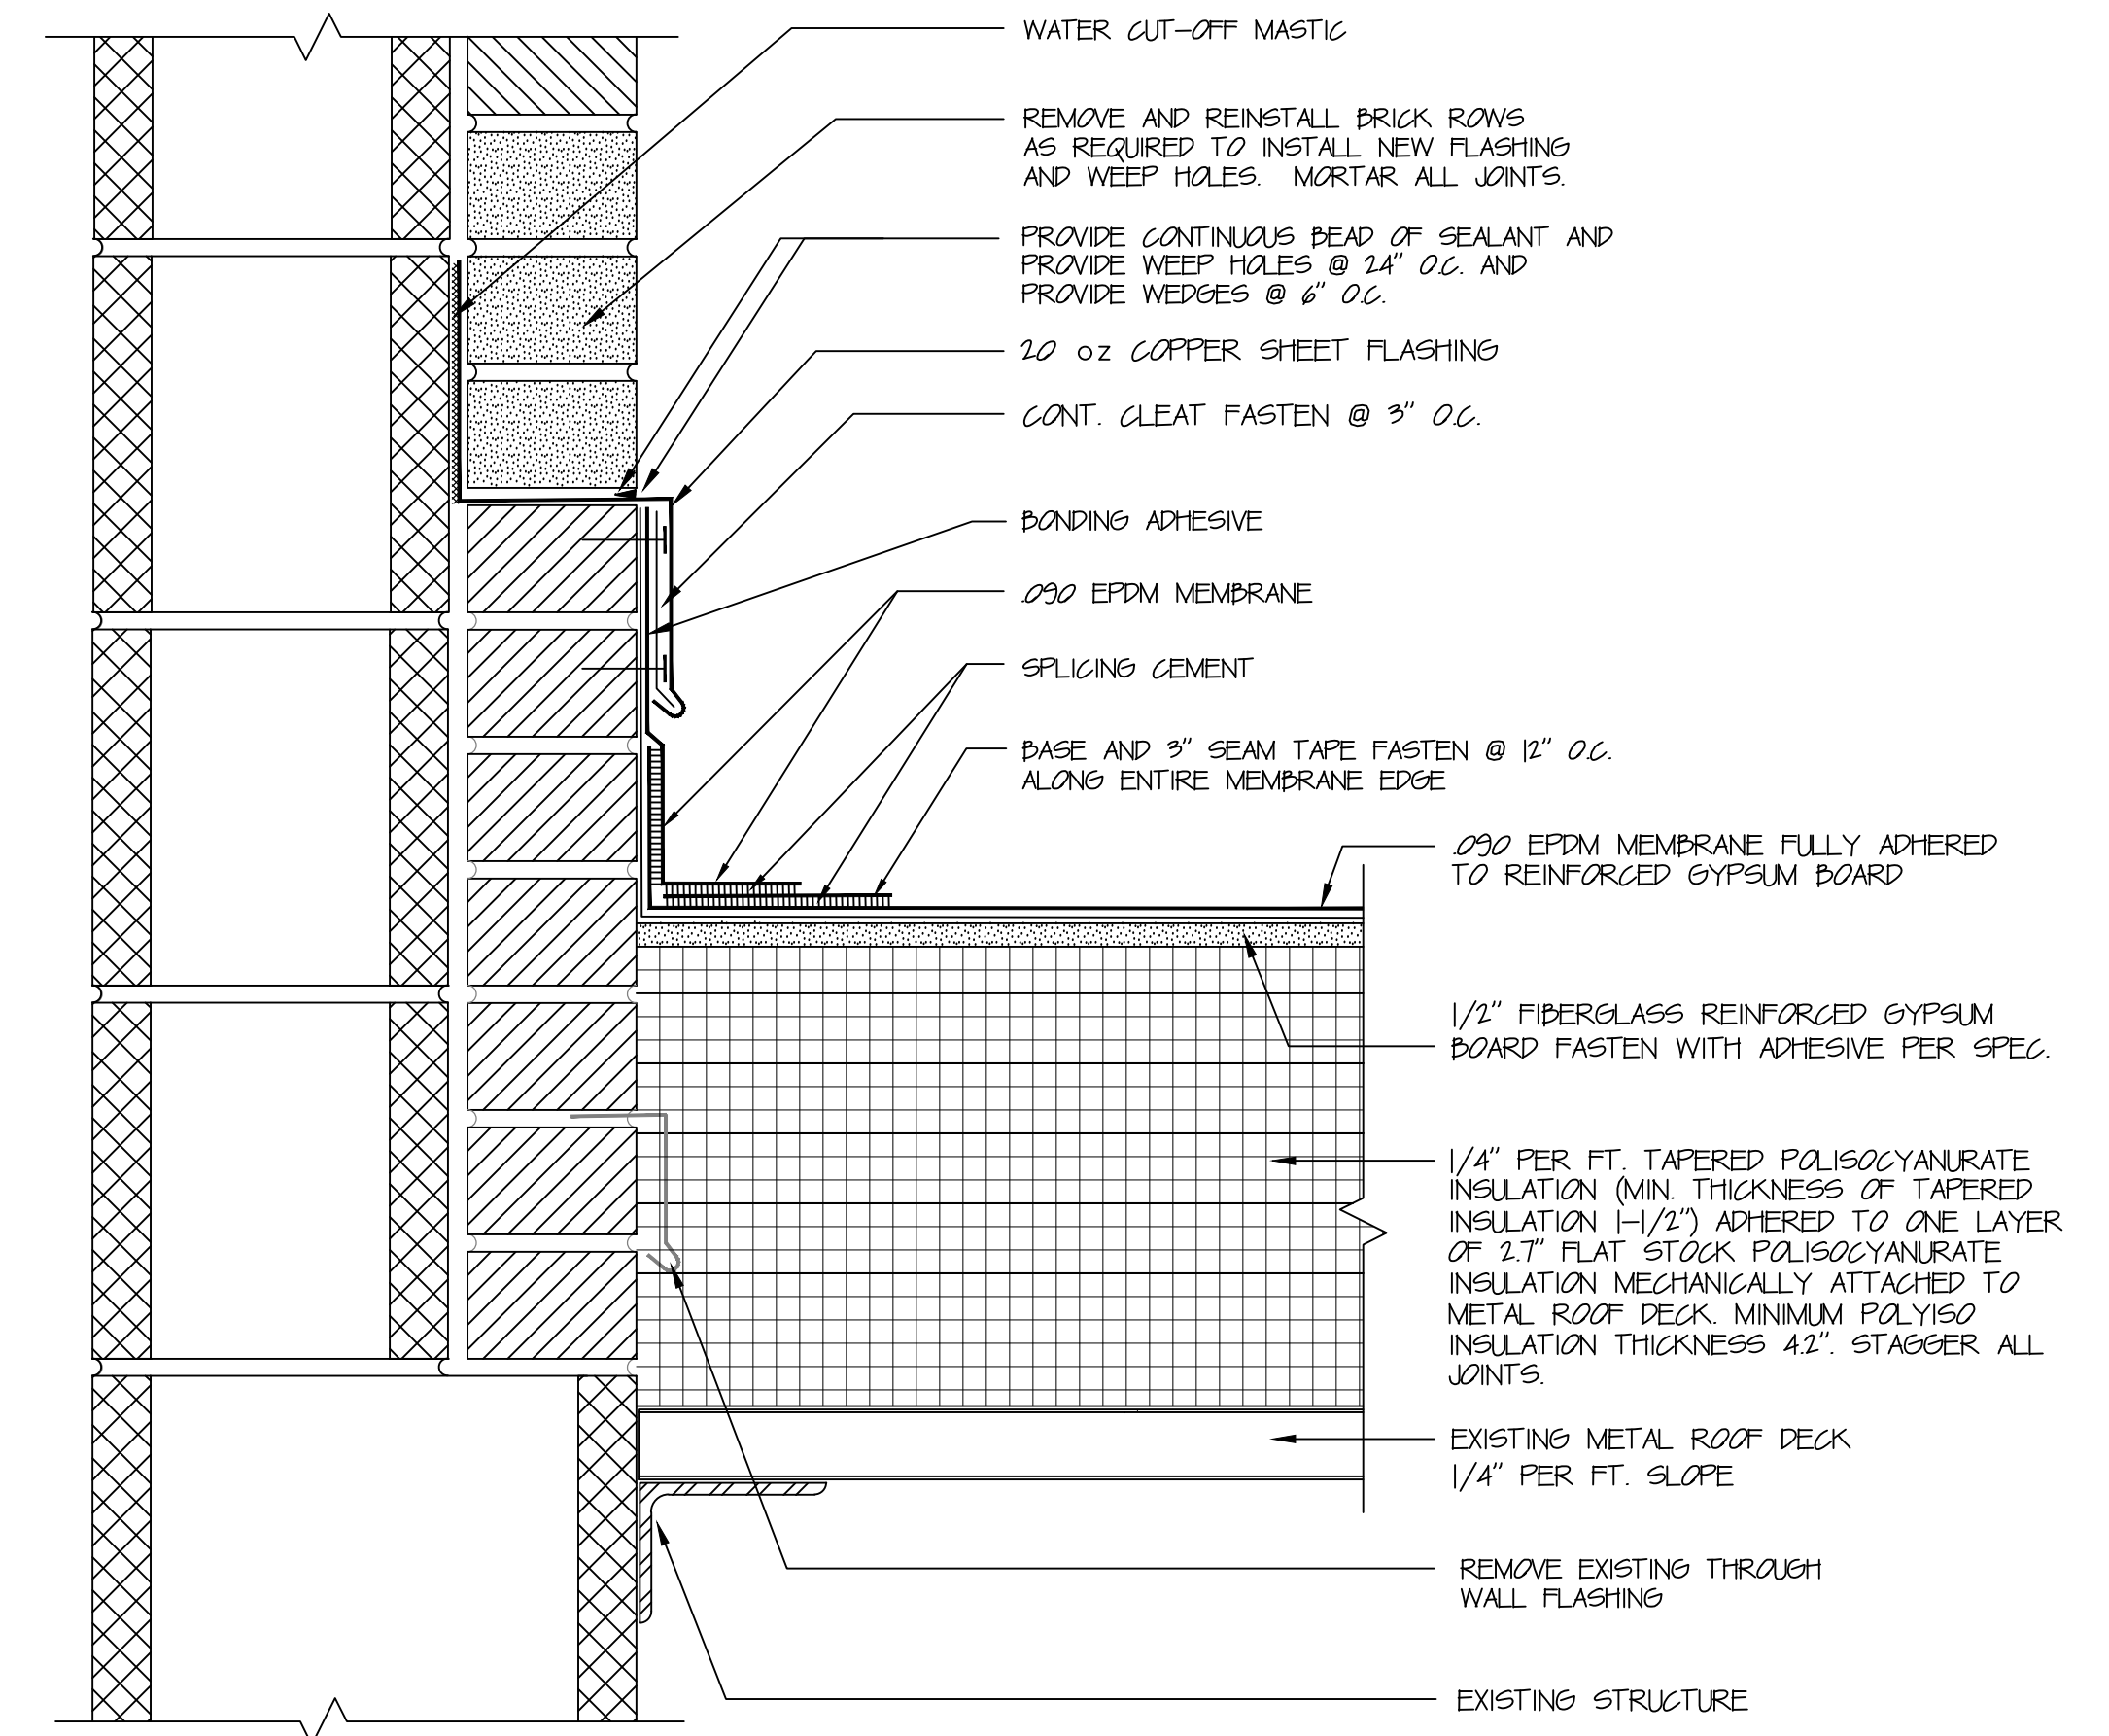 WATER CUT-OFF MASTIC
REMOVE AND REINSTALL BRICK ROWS
AS REQUIRED TO INSTALL NEW FLASHING
AND WEEP HOLES. MORTAR ALL JOINTS.
PROVIDE CONTINUOUS BEAD OF SEALANT AND
PROVIDE WEEP HOLES @ 24" O.C. AND
PROVIDE WEDGES @ 6" O.C.
20 oz COPPER SHEET FLASHING
CONT. CLEAT FASTEN @ 3" O.C.
BONDING ADHESIVE
.090 EPDM MEMBRANE
SPLICING CEMENT
BASE AND 3" SEAM TAPE FASTEN @ 12" O.C.
ALONG ENTIRE MEMBRANE EDGE
.090 EPDM MEMBRANE FULLY ADHERED
TO REINFORCED GYPSUM BOARD
1/2" FIBERGLASS REINFORCED GYPSUM
BOARD FASTEN WITH ADHESIVE PER SPEC.
1/4" PER FT. TAPERED POLISOCYANURATE
INSULATION (MIN. THICKNESS OF TAPERED
INSULATION 1-1/2") ADHERED TO ONE LAYER
OF 2.7" FLAT STOCK POLISOCYANURATE
INSULATION MECHANICALLY ATTACHED TO
METAL ROOF DECK. MINIMUM POLYISO
INSULATION THICKNESS 4.2". STAGGER ALL
JOINTS.
EXISTING METAL ROOF DECK
1/4" PER FT. SLOPE
REMOVE EXISTING THROUGH
WALL FLASHING
EXISTING STRUCTURE